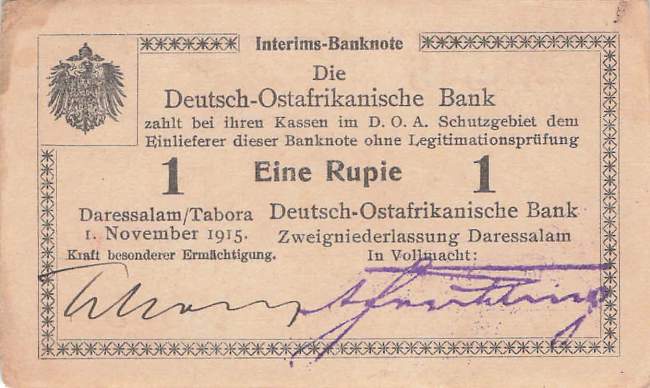 Interims-Banknote
Die
Deutsch-Ostafrikanische Bank
zahlt bei ihren Kassen im D. O. A. Schutzgebiet dem
Einlieferer dieser Banknote ohne Legitimationsprüfung
1 Eine Rupie 1
Daressalam/Tabora
1. November 1915.
Kraft besonderer Ermächtigung.
Deutsch-Ostafrikanische Bank
Zweigniederlassung Daressalam
In Vollmacht: